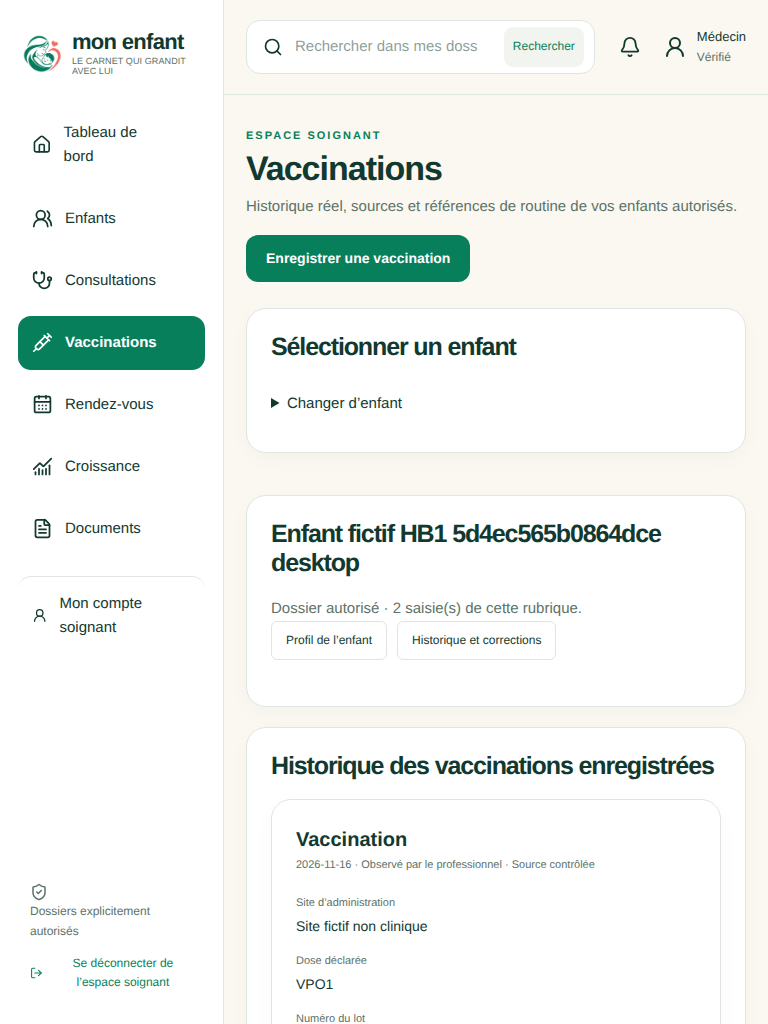 mon enfant
LE CARNET QUI GRANDIT
AVEC LUI
Tableau de
bord
Enfants
Consultations
Vaccinations
Rendez-vous
Croissance
Documents
Mon compte
soignant
Dossiers explicitement
autorisés
Se déconnecter de
l’espace soignant
Rechercher dans mes doss
Rechercher
Médecin
Vérifié
ESPACE SOIGNANT
Vaccinations
Historique réel, sources et références de routine de vos enfants autorisés.
Enregistrer une vaccination
Sélectionner un enfant
Changer d’enfant
Enfant fictif HB1 5d4ec565b0864dce
desktop
Dossier autorisé · 2 saisie(s) de cette rubrique.
Profil de l’enfant
Historique et corrections
Historique des vaccinations enregistrées
Vaccination
2026-11-16 · Observé par le professionnel · Source contrôlée
Site d’administration
Site fictif non clinique
Dose déclarée
VPO1
Numéro du lot